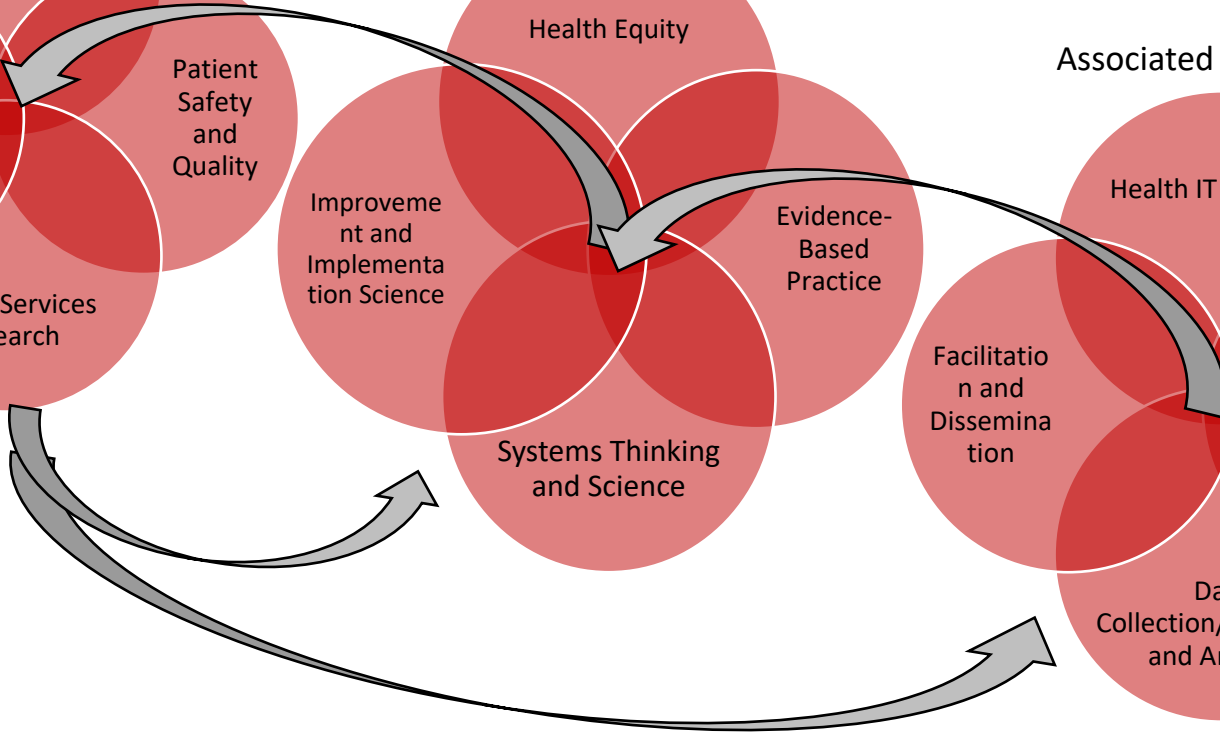 Patient
Safety
and
Quality
Services
earch
Health Equity
Improveme
nt and
Implementa
tion Science
Evidence-
Based
Practice
Systems Thinking
and Science
Associated
Health IT
Facilitatio
n and
Dissemina
tion
Da
Collection/
and A